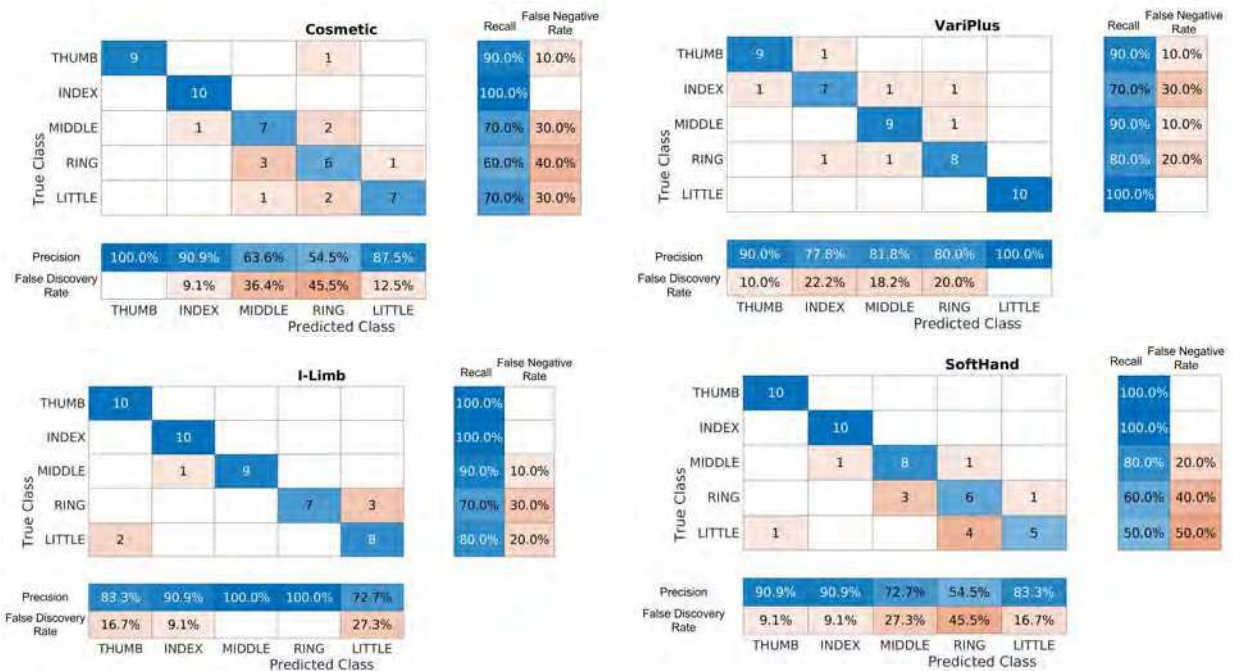 Cosmetic
Recall
False Negative
Rate
THUMB 9 1 90.0% 10.0%
INDEX 10 100.0%
MIDDLE 1 7 2 70.0% 30.0%
RING 3 6 1 60.0% 40.0%
LITTLE 1 2 7 70.0% 30.0%
True Class
Precision 100.0% 90.9% 63.6% 54.5% 87.5%
False Discovery
Rate
9.1% 36.4% 45.5% 12.5%
THUMB INDEX MIDDLE RING LITTLE
Predicted Class
VariPlus
Recall
False Negative
Rate
THUMB 9 1 90.0% 10.0%
INDEX 1 7 1 1 70.0% 30.0%
MIDDLE 9 1 90.0% 10.0%
RING 1 1 8 80.0% 20.0%
LITTLE 10 100.0%
True Class
Precision 90.0% 77.8% 81.8% 80.0% 100.0%
False Discovery
Rate
10.0% 22.2% 18.2% 20.0%
THUMB INDEX MIDDLE RING LITTLE
Predicted Class
I-Limb
Recall
False Negative
Rate
THUMB 10 100.0%
INDEX 10 100.0%
MIDDLE 1 9 90.0% 10.0%
RING 7 3 70.0% 30.0%
LITTLE 2 8 80.0% 20.0%
True Class
Precision 83.3% 90.9% 100.0% 100.0% 72.7%
False Discovery
Rate
16.7% 9.1% 27.3%
THUMB INDEX MIDDLE RING LITTLE
Predicted Class
SoftHand
Recall
False Negative
Rate
THUMB 10 100.0%
INDEX 10 100.0%
MIDDLE 1 8 1 80.0% 20.0%
RING 3 6 1 60.0% 40.0%
LITTLE 1 4 5 50.0% 50.0%
True Class
Precision 90.9% 90.9% 72.7% 54.5% 83.3%
False Discovery
Rate
9.1% 9.1% 27.3% 45.5% 16.7%
THUMB INDEX MIDDLE RING LITTLE
Predicted Class